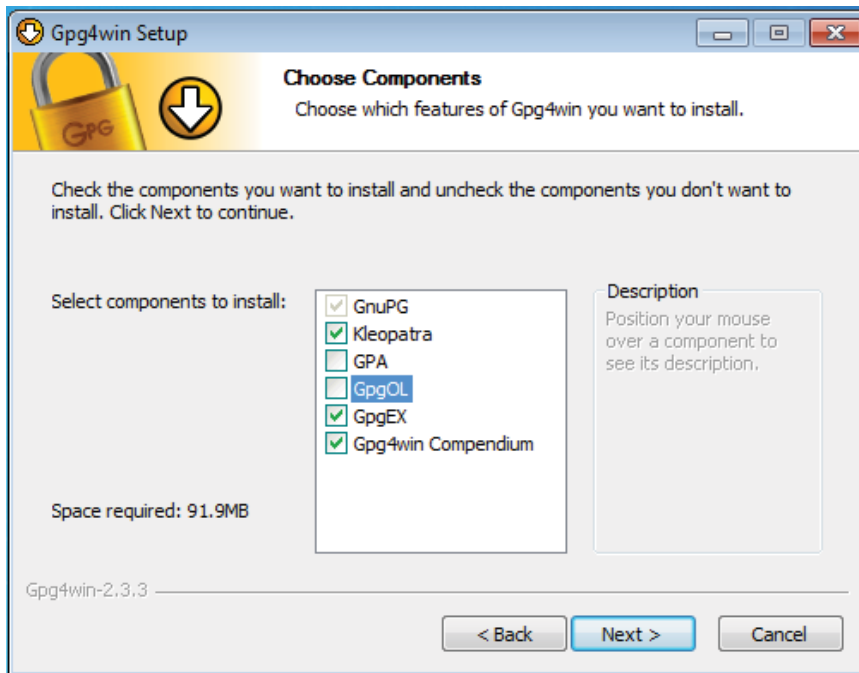 Gpg4win Setup
GPG
Choose Components
Choose which features of Gpg4win you want to install.
Check the components you want to install and uncheck the components you don't want to
install. Click Next to continue.
Select components to install:
GnuPG
Kleopatra
GPA
GpgOL
GpgEX
Gpg4win Compendium
Description
Position your mouse
over a component to
see its description.
Space required: 91.9MB
Gpg4win-2.3.3
< Back
Next >
Cancel